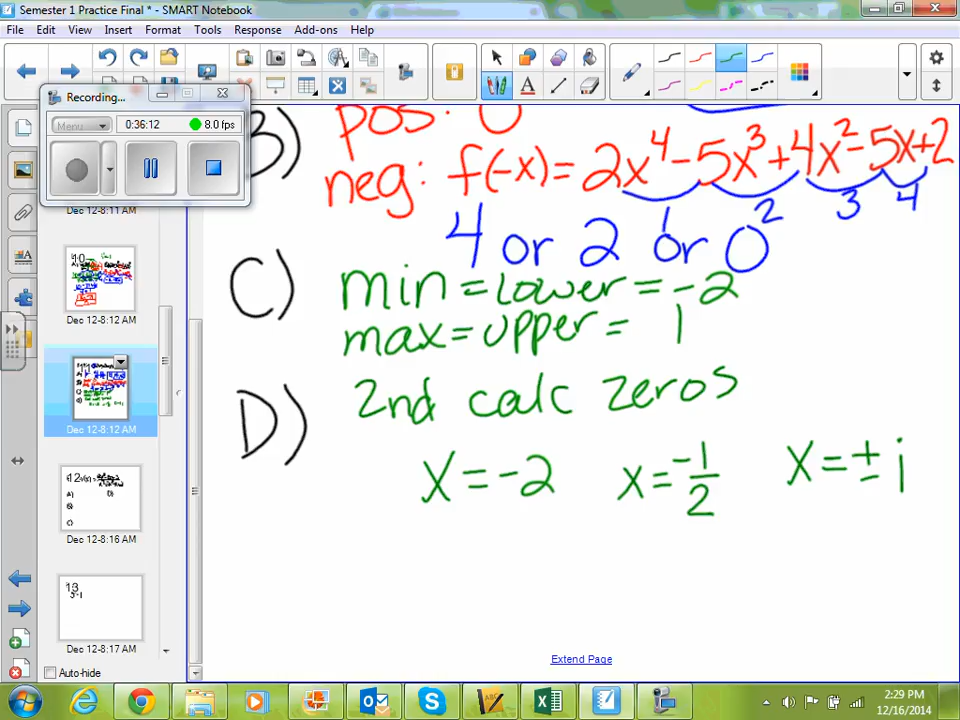 Semester 1 Practice Final * - SMART Notebook
File Edit View Insert Format Tools Response Add-ons Help
Recording...
Menu 0:36:12 8.0 fps
B) pos: 0
neg: f(-x)= 2x⁴-5x³+4x²-5x+2
1 2 3 4
4 or 2 or 0
C) min = lower = -2
max = upper = 1
D) 2nd calc zeros
x = -2 x = -1/2 x = ± i
Extend Page
Dec 12-8:11 AM
10
Dec 12-8:12 AM
Dec 12-8:12 AM
12
A) D)
B)
C)
Dec 12-8:16 AM
13
Dec 12-8:17 AM
Auto-hide
2:29 PM
12/16/2014